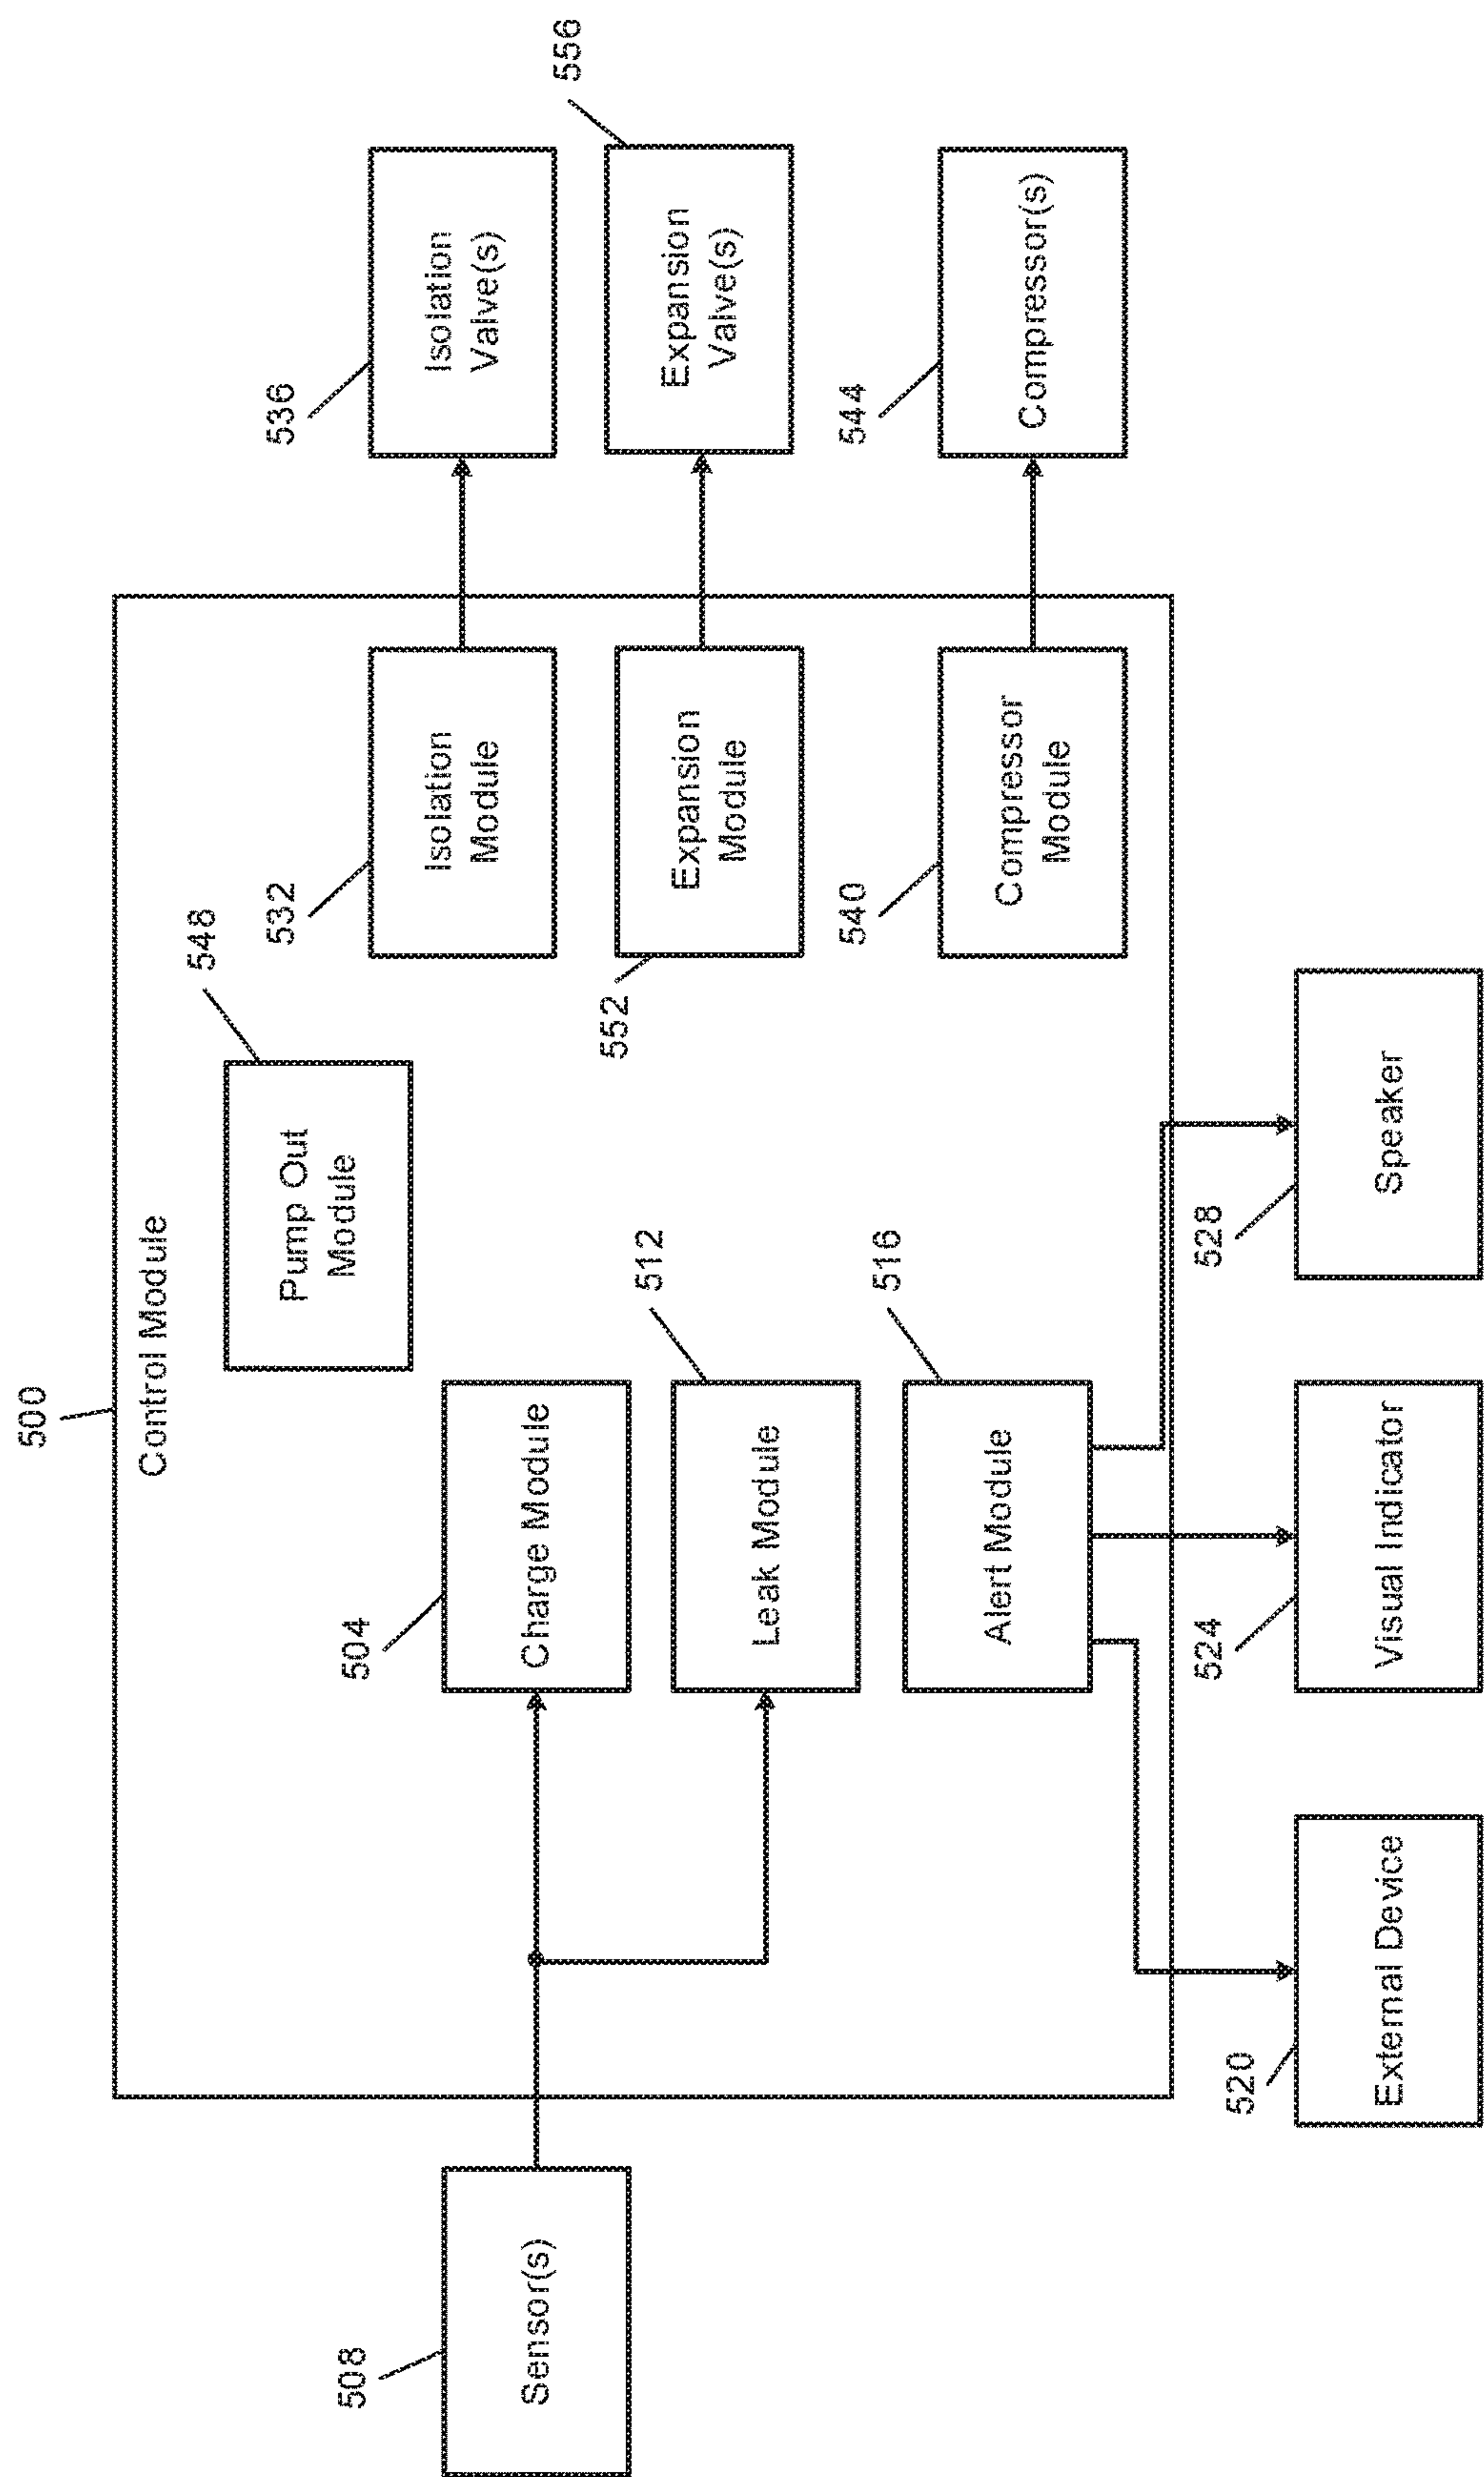 500
Control Module
548
Pump Out
Module
508
Sensor(s)
504
Charge Module
512
Leak Module
516
Alert Module
532
Isolation
Module
536
Isolation
Valve(s)
552
Expansion
Module
556
Expansion
Valve(s)
540
Compressor
Module
544
Compressor(s)
520
External Device
524
Visual Indicator
528
Speaker